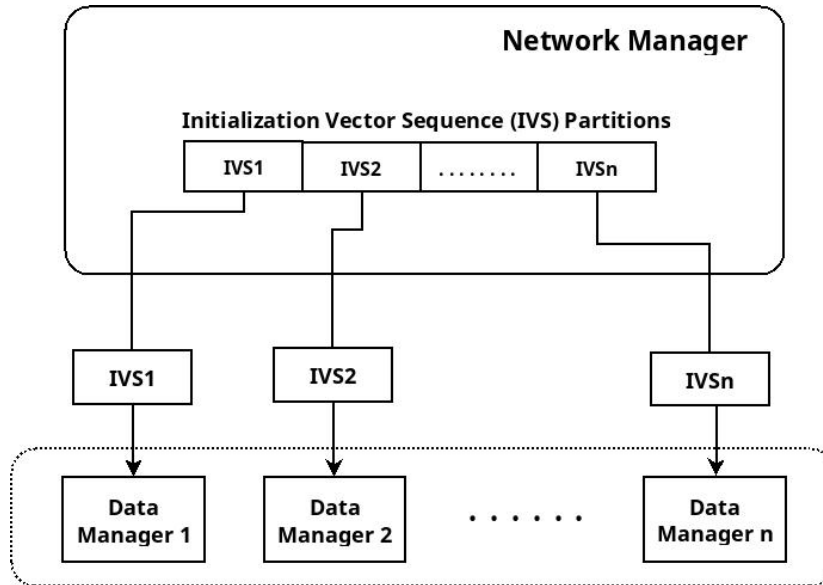 Network Manager
Initialization Vector Sequence (IVS) Partitions
IVS1 IVS2 ........ IVSn
IVS1 IVS2 IVSn
Data Manager 1
Data Manager 2
......
Data Manager n